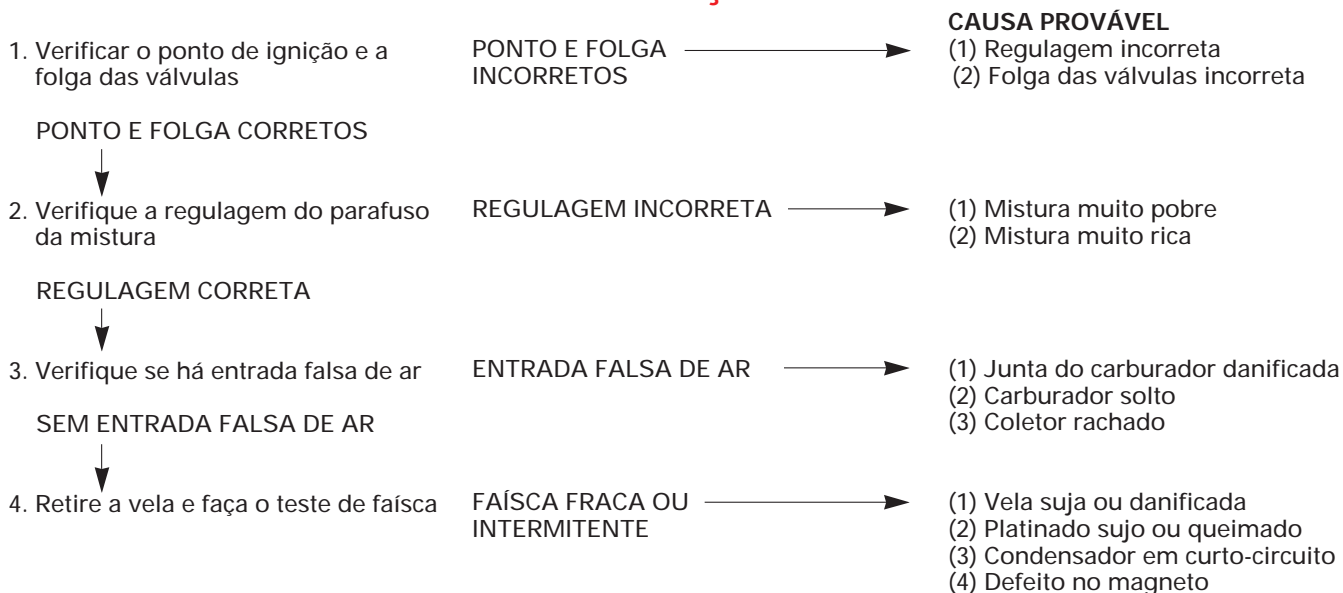 CAUSA PROVÁVEL
1. Verificar o ponto de ignição e a
folga das válvulas
PONTO E FOLGA
INCORRETOS
(1) Regulagem incorreta
(2) Folga das válvulas incorreta
PONTO E FOLGA CORRETOS
2. Verifique a regulagem do parafuso
da mistura
REGULAGEM INCORRETA
(1) Mistura muito pobre
(2) Mistura muito rica
REGULAGEM CORRETA
3. Verifique se há entrada falsa de ar
ENTRADA FALSA DE AR
(1) Junta do carburador danificada
(2) Carburador solto
(3) Coletor rachado
SEM ENTRADA FALSA DE AR
4. Retire a vela e faça o teste de faísca
FAÍSCA FRACA OU
INTERMITENTE
(1) Vela suja ou danificada
(2) Platinado sujo ou queimado
(3) Condensador em curto-circuito
(4) Defeito no magneto